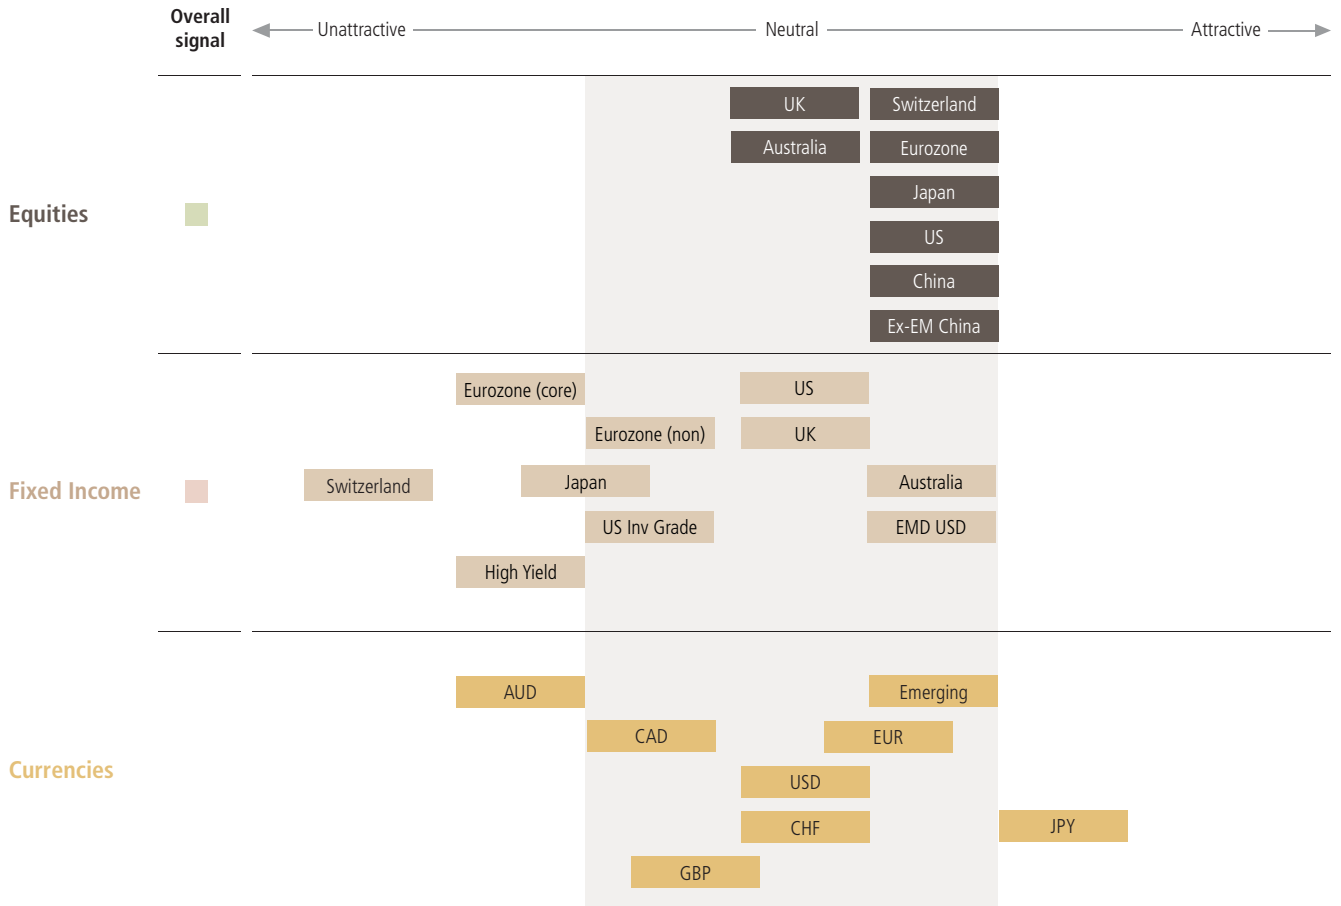 Overall
signal
Unattractive
Neutral
Attractive
Equities
UK
Switzerland
Australia
Eurozone
Japan
US
China
Ex-EM China
Fixed Income
Eurozone (core)
US
Eurozone (non)
UK
Switzerland
Japan
Australia
US Inv Grade
EMD USD
High Yield
Currencies
AUD
Emerging
CAD
EUR
USD
CHF
JPY
GBP